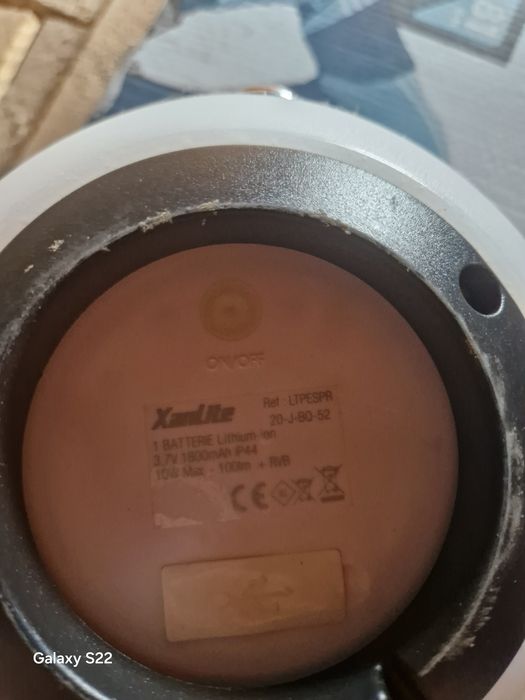 ON/OFF
XanLite Ref : LTPESPR
20-J-BO-52
1 BATTERIE Lithium-ion
3,7V 1800mAh IP44
10W Max - 100lm + RVB
CE
Galaxy S22